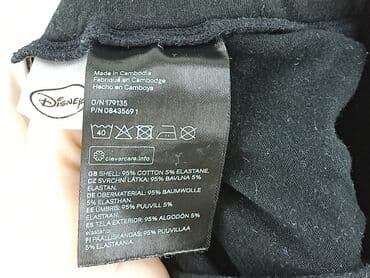 Made in Cambodia
Fabriqué en Cambodge
Hecho en Camboya
O/N 179135
P/N 08435691
Disney
40
clevercare.info
GB SHELL: 95% COTTON 5% ELASTANE.
CZ SVRCHNÍ LÁTKA: 95% BAVLNA 5%
ELASTAN.
DE OBERMATERIAL: 95% BAUMWOLLE
5% ELASTHAN.
EE ÜMBRIS: 95% PUUVILL 5%
ELASTAAN.
ES TELA EXTERIOR: 95% ALGODÓN 5%
elastano.
FI PÄÄLLISKANGAS: 95% PUUVILLAA
5% ELASTAANIA.